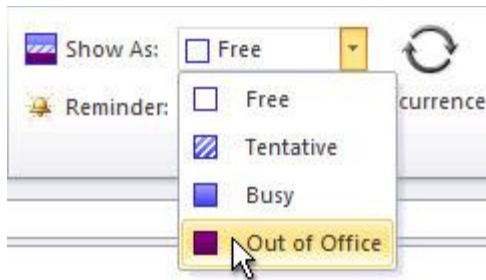 Show As: Free
Reminder:
currence
Free
Tentative
Busy
Out of Office